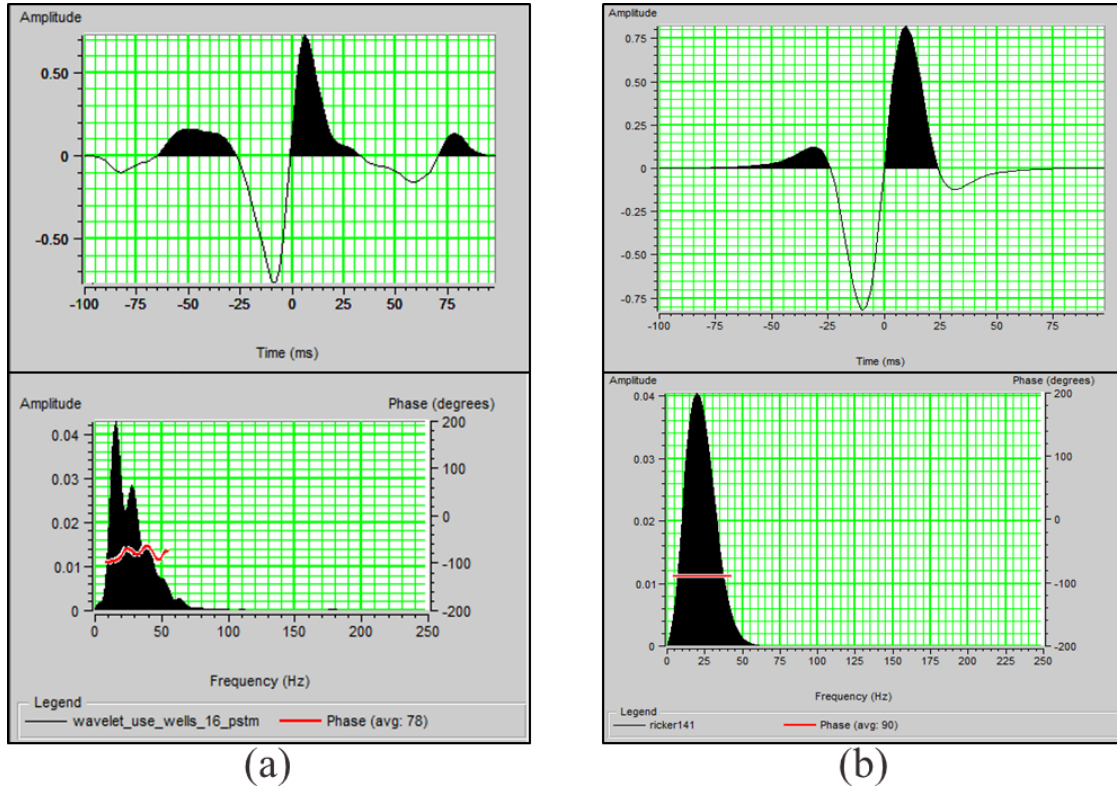 Amplitude
0.50
0
-0.50
-100 -75 -50 -25 0 25 50 75
Time (ms)
Amplitude Phase (degrees)
0.04
0.03
0.02
0.01
0
200
100
0
-100
-200
0 50 100 150 200 250
Frequency (Hz)
Legend
wavelet_use_wells_16_pstm Phase (avg: 78)
(a)
Amplitude
0.75
0.50
0.25
0
-0.25
-0.50
-0.75
-100 -75 -50 -25 0 25 50 75
Time (ms)
Amplitude Phase (degrees)
0.04
0.03
0.02
0.01
0
200
100
0
-100
-200
0 25 50 75 100 125 150 175 200 225 250
Frequency (Hz)
Legend
ricker141 Phase (avg: 90)
(b)